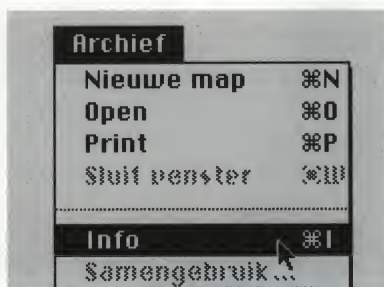 Archief
Nieuwe map ⌘N
Open ⌘O
Print ⌘P
Sluit venster ⌘W
Info ⌘I
Samengebruik...